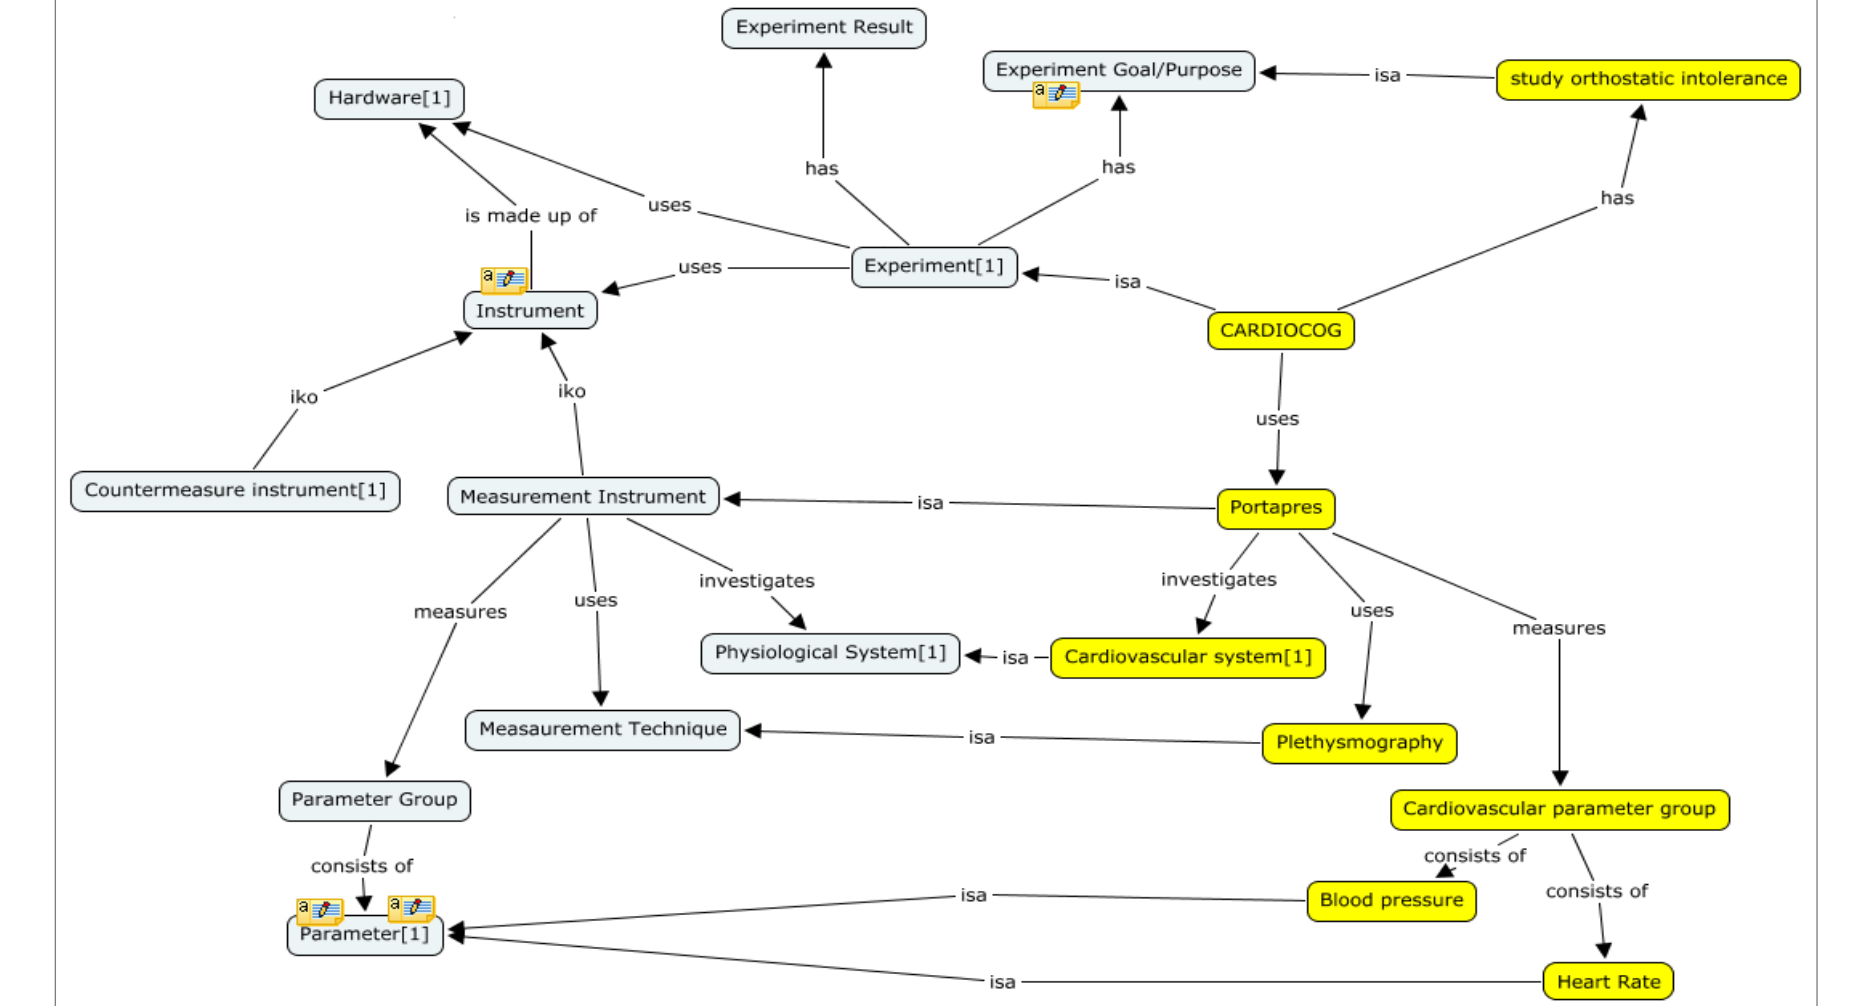 Experiment Result
Experiment Goal/Purpose
isa
study orthostatic intolerance
Hardware[1]
a
has
has
has
uses
is made up of
Experiment[1]
uses
isa
a
Instrument
CARDIOCOG
iko
iko
uses
Countermeasure instrument[1]
Measurement Instrument
isa
Portapres
measures
uses
investigates
investigates
uses
measures
Physiological System[1]
isa
Cardiovascular system[1]
Measaurement Technique
isa
Plethysmography
Parameter Group
Cardiovascular parameter group
consists of
consists of
consists of
a
a
Parameter[1]
isa
Blood pressure
isa
Heart Rate